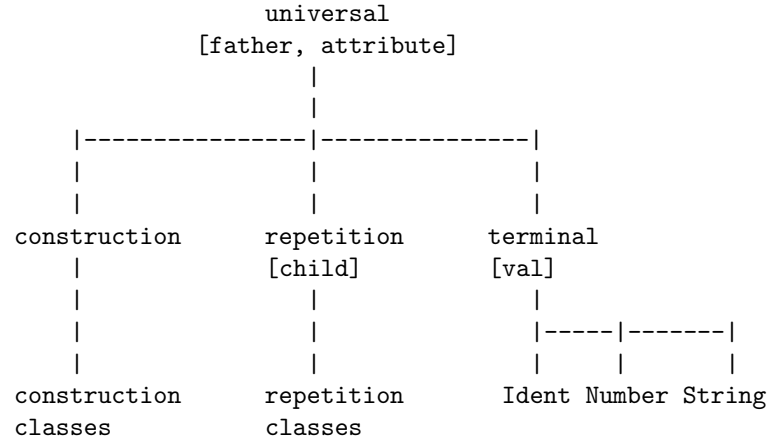 universal
[father, attribute]
construction repetition terminal
[child] [val]
construction repetition Ident Number String
classes classes